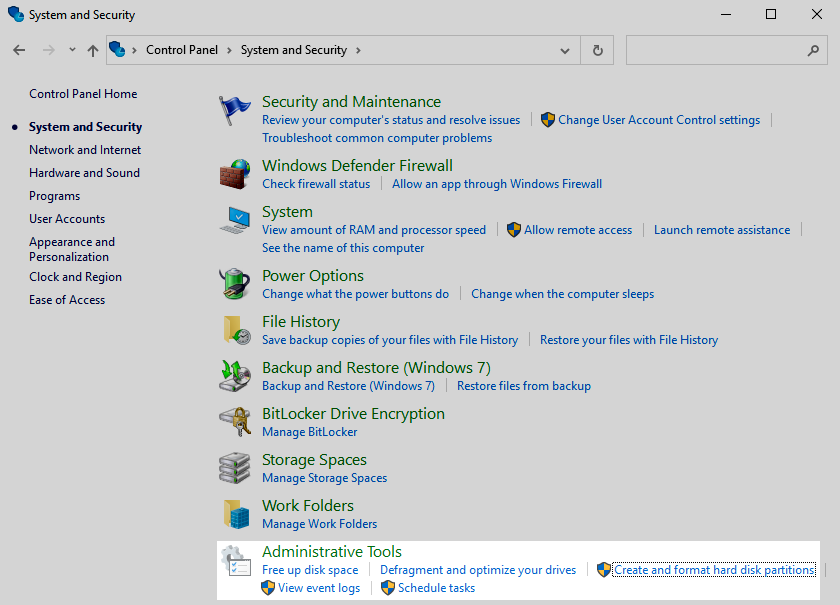 System and Security
Control Panel
System and Security
Control Panel Home
System and Security
Network and Internet
Hardware and Sound
Programs
User Accounts
Appearance and
Personalization
Clock and Region
Ease of Access
Security and Maintenance
Review your computer's status and resolve issues
Change User Account Control settings
Troubleshoot common computer problems
Windows Defender Firewall
Check firewall status
Allow an app through Windows Firewall
System
View amount of RAM and processor speed
Allow remote access
Launch remote assistance
See the name of this computer
Power Options
Change what the power buttons do
Change when the computer sleeps
File History
Save backup copies of your files with File History
Restore your files with File History
Backup and Restore (Windows 7)
Backup and Restore (Windows 7)
Restore files from backup
BitLocker Drive Encryption
Manage BitLocker
Storage Spaces
Manage Storage Spaces
Work Folders
Manage Work Folders
Administrative Tools
Free up disk space
Defragment and optimize your drives
Create and format hard disk partitions
View event logs
Schedule tasks